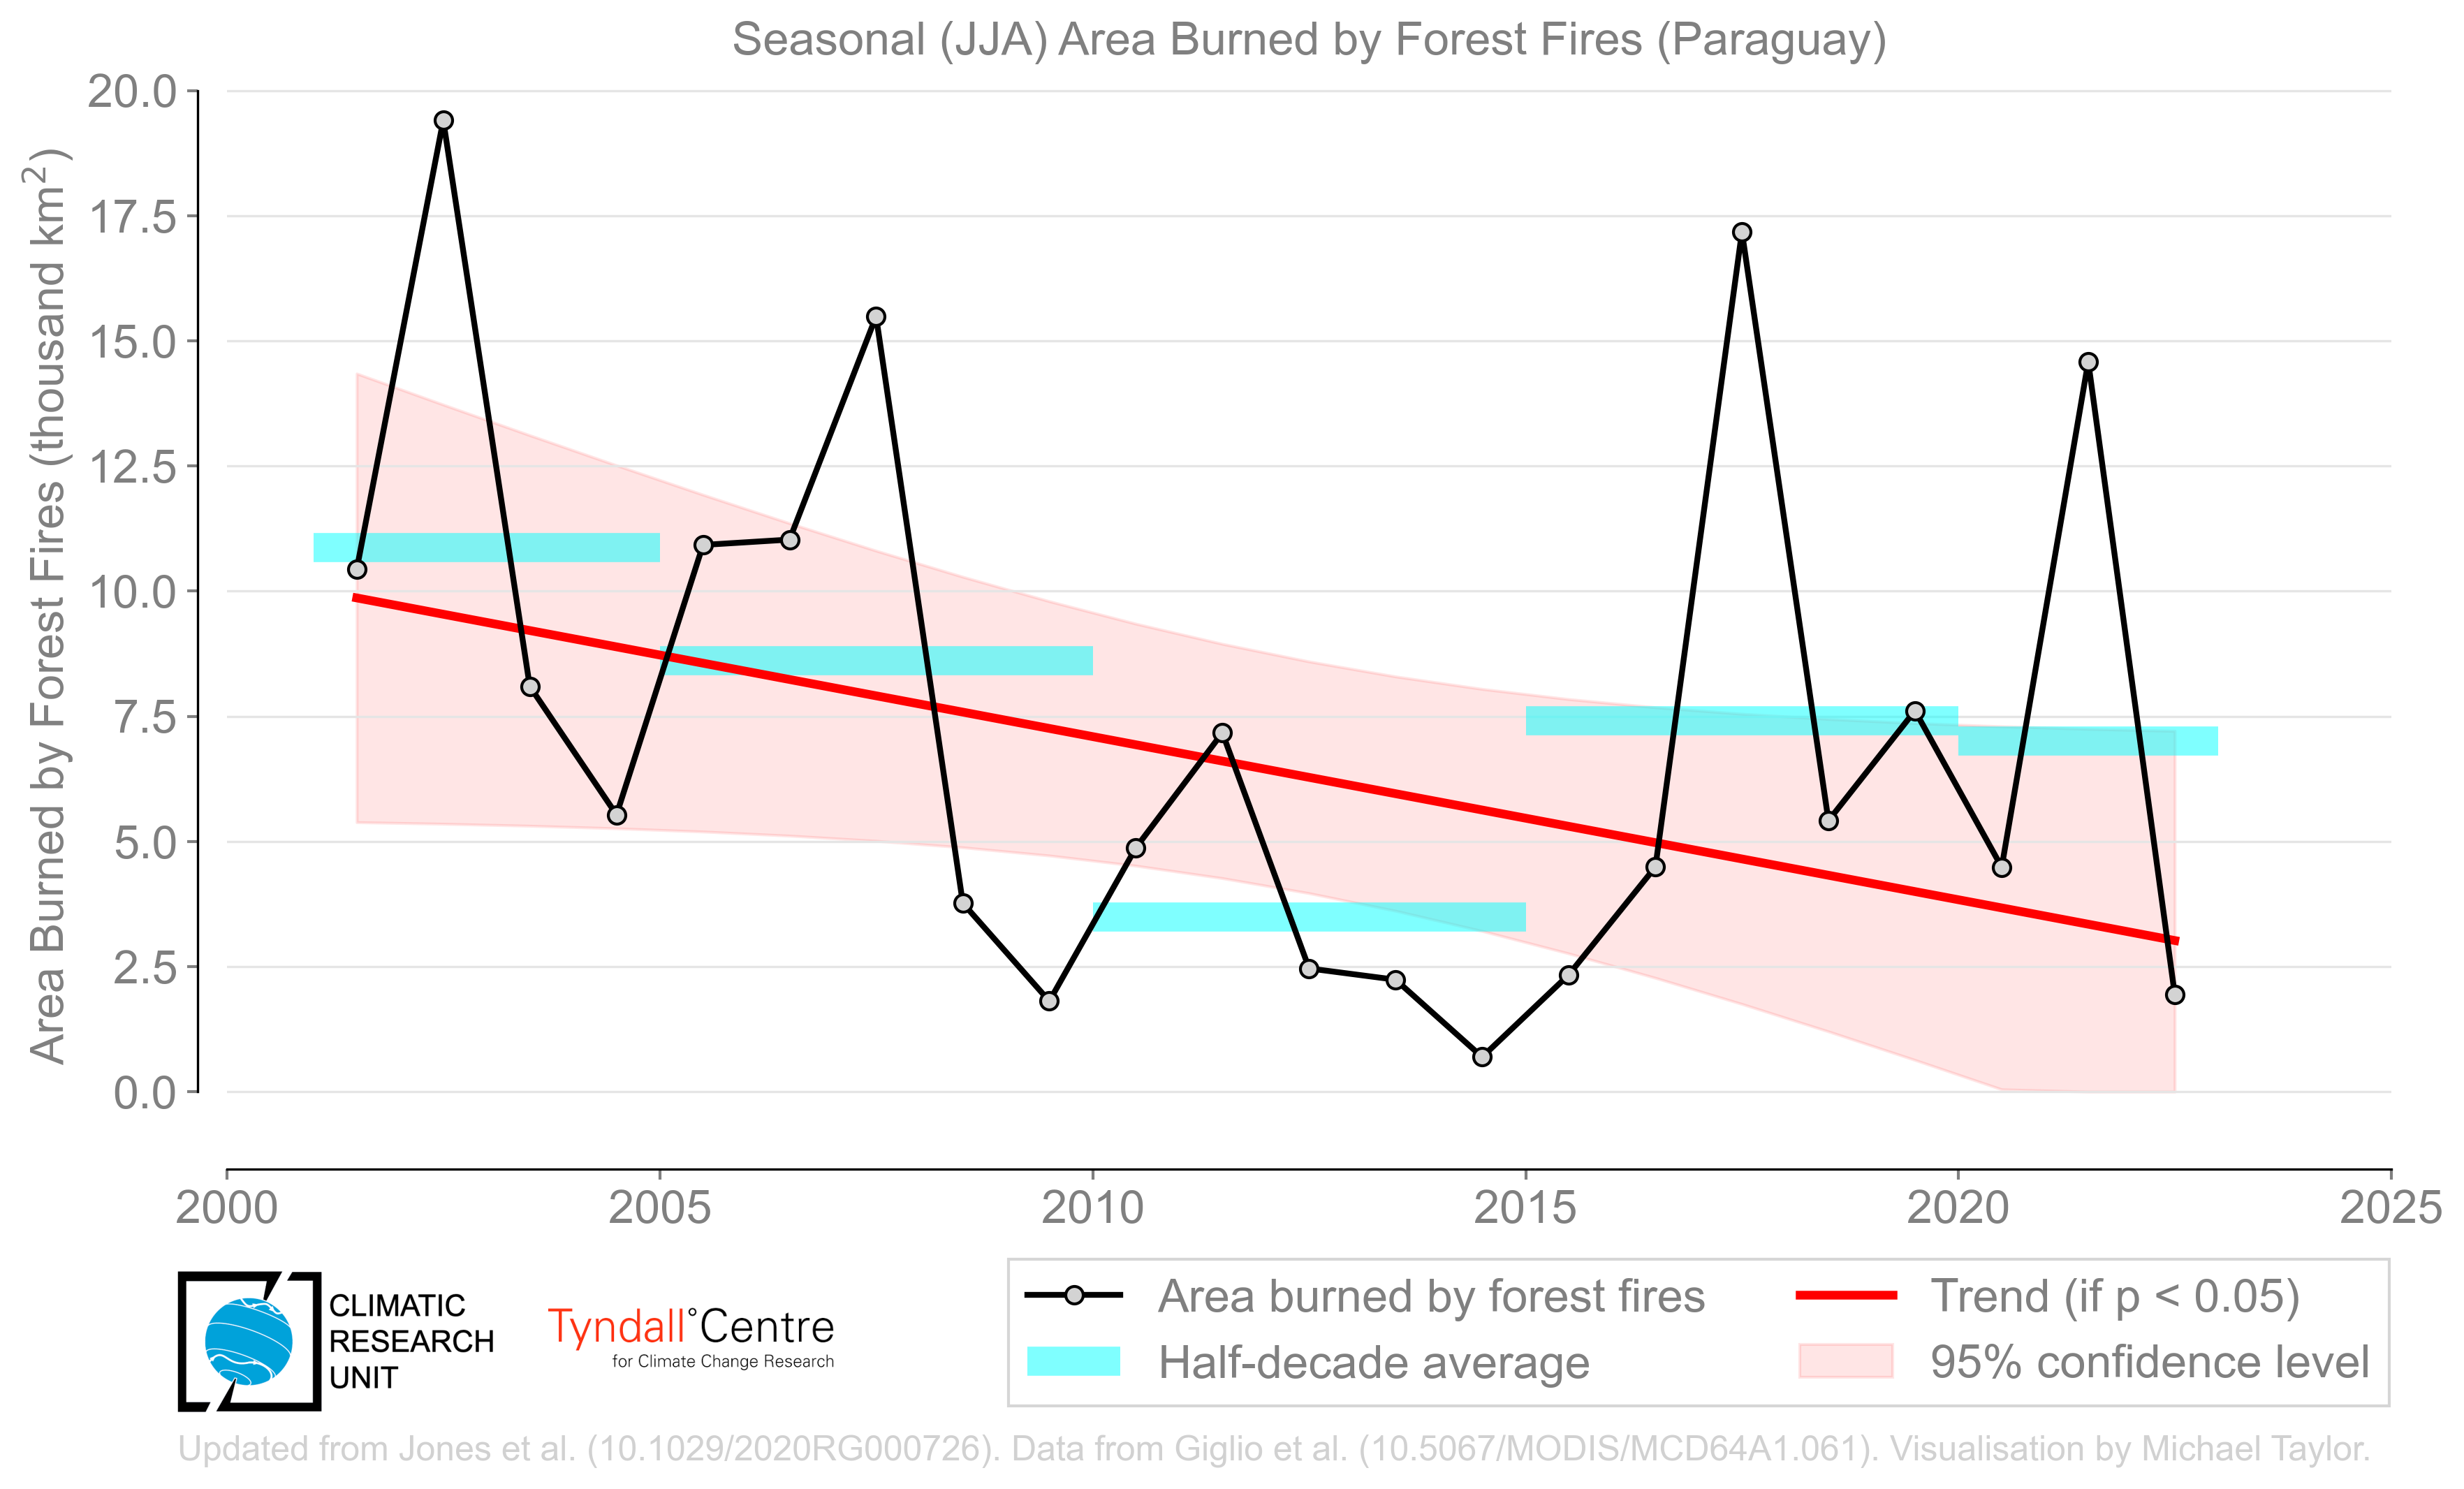 Seasonal (JJA) Area Burned by Forest Fires (Paraguay)
Area Burned by Forest Fires (thousand km²)
20.0
17.5
15.0
12.5
10.0
7.5
5.0
2.5
0.0
2000 2005 2010 2015 2020 2025
CLIMATIC
RESEARCH
UNIT
Tyndall°Centre
for Climate Change Research
Area burned by forest fires
Half-decade average
Trend (if p < 0.05)
95% confidence level
Updated from Jones et al. (10.1029/2020RG000726). Data from Giglio et al. (10.5067/MODIS/MCD64A1.061). Visualisation by Michael Taylor.